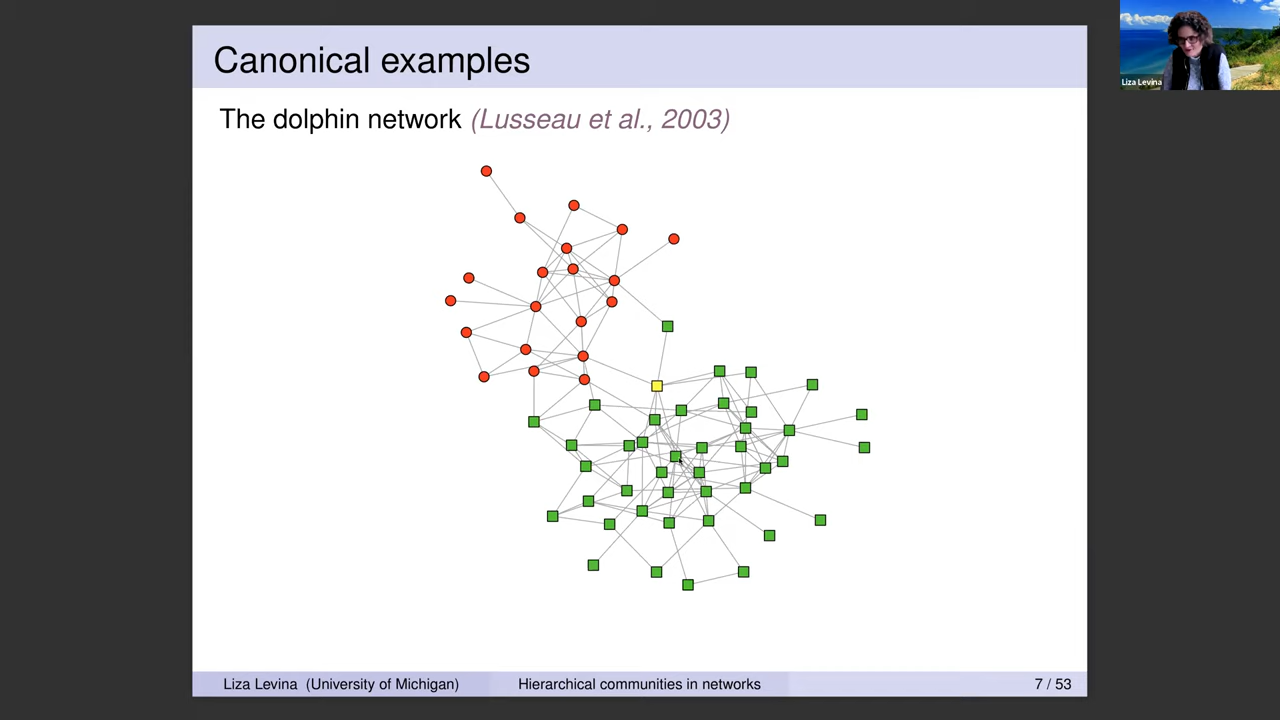 Canonical examples
Liza Levina
The dolphin network (Lusseau et al., 2003)
Liza Levina (University of Michigan)
Hierarchical communities in networks
7 / 53